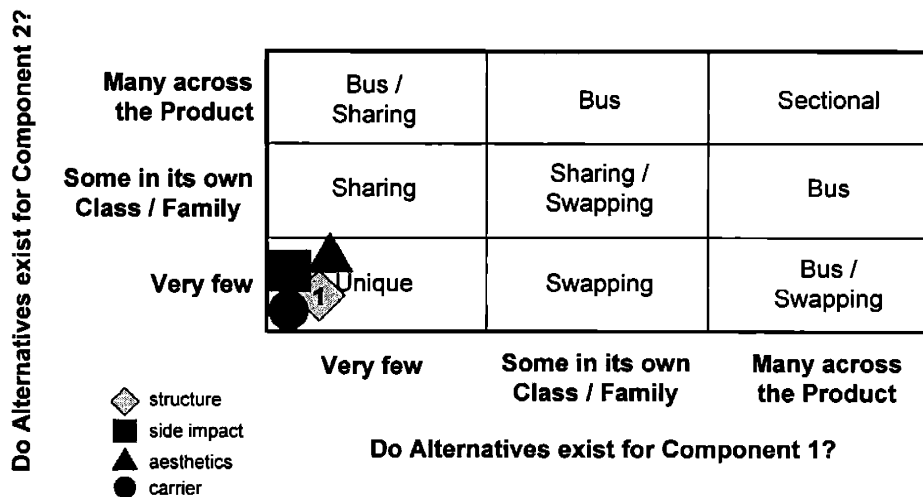 Do Alternatives exist for Component 2?
Many across
the Product
Bus /
Sharing
Bus
Sectional
Some in its own
Class / Family
Sharing
Sharing /
Swapping
Bus
Very few
1
Unique
Swapping
Bus /
Swapping
Very few
Some in its own
Class / Family
Many across
the Product
structure
side impact
aesthetics
carrier
Do Alternatives exist for Component 1?